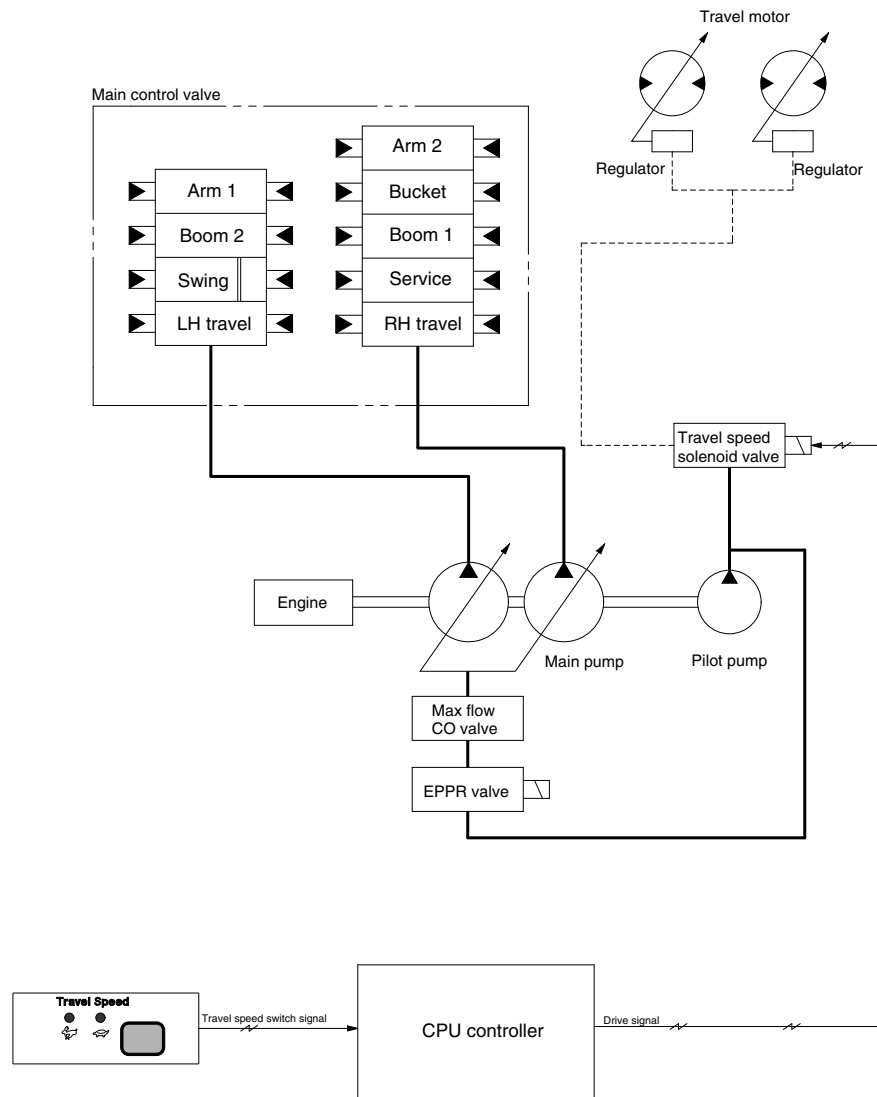 Travel motor
Main control valve
Regulator
Regulator
Arm 1
Boom 2
Swing
LH travel
Arm 2
Bucket
Boom 1
Service
RH travel
Travel speed
solenoid valve
Engine
Main pump
Pilot pump
Max flow
CO valve
EPPR valve
Travel Speed
Travel speed switch signal
CPU controller
Drive signal